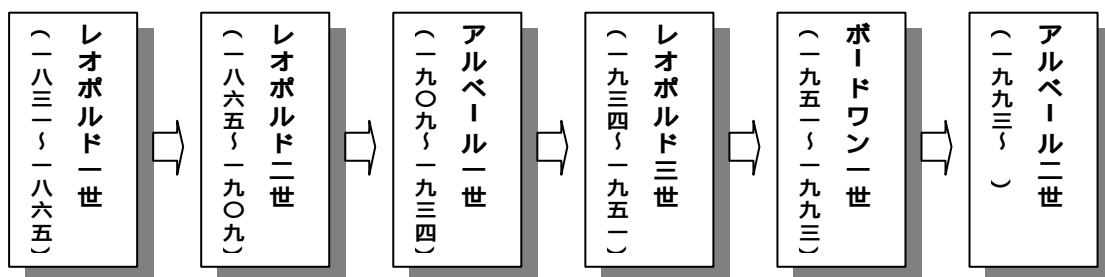 レオポルド一世
（一八三一～一八六五）
レオポルド二世
（一八六五～一九〇九）
アルベール一世
（一九〇九～一九三四）
レオポルド三世
（一九三四～一九五一）
ボードワン一世
（一九五一～一九九三）
アルベール二世
（一九九三～　）